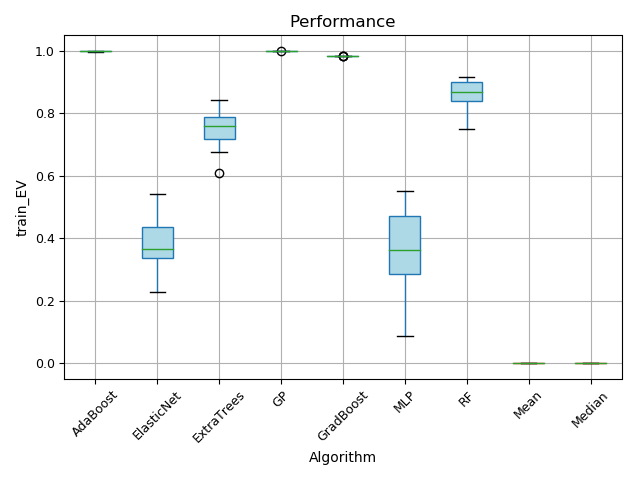 Performance
train_EV
1.0
0.8
0.6
0.4
0.2
0.0
AdaBoost
ElasticNet
ExtraTrees
GP
GradBoost
MLP
RF
Mean
Median
Algorithm